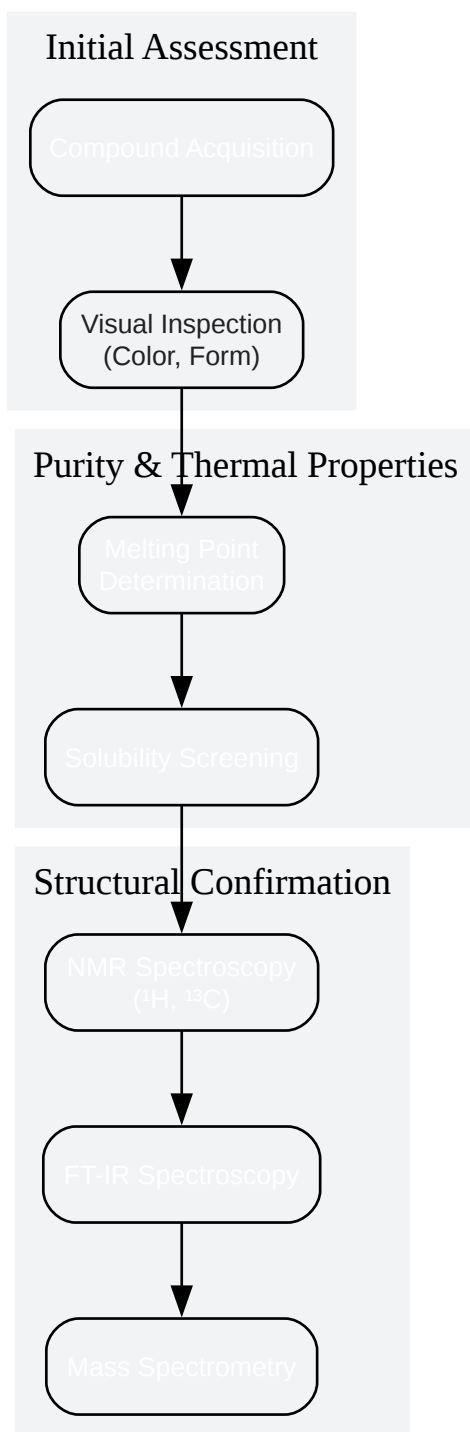 Initial Assessment
Compound Acquisition
Visual Inspection
(Color, Form)
Purity & Thermal Properties
Melting Point
Determination
Solubility Screening
Structural Confirmation
NMR Spectroscopy
(¹H, ¹³C)
FT-IR Spectroscopy
Mass Spectrometry